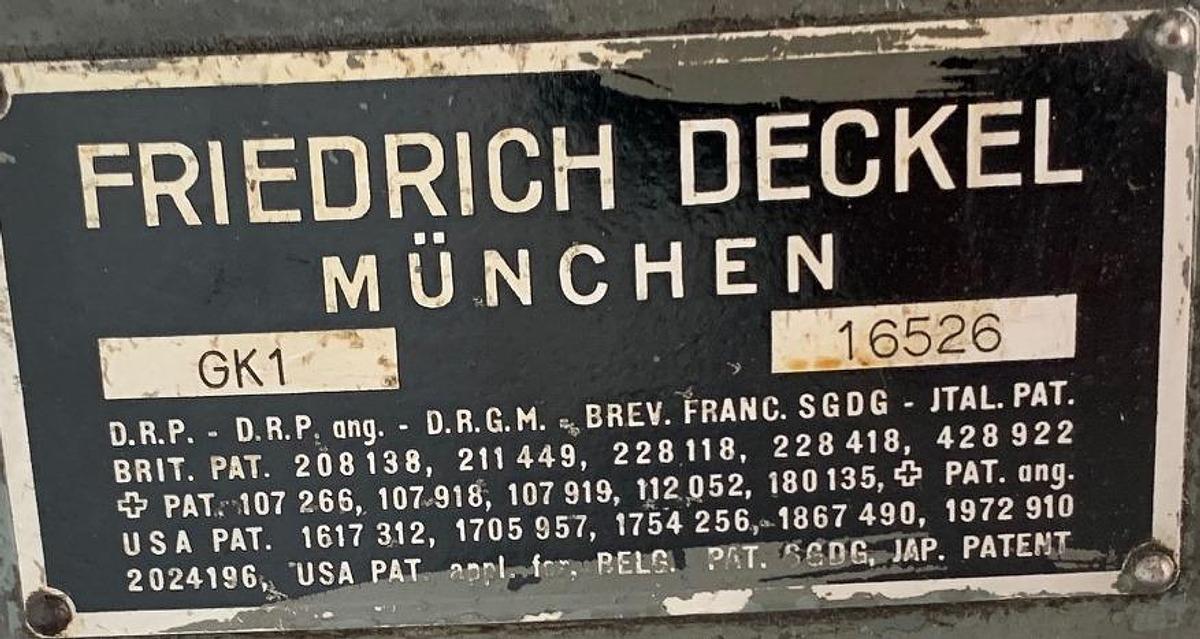 FRIEDRICH DECKEL
MÜNCHEN
GK1 16526
D.R.P. - D.R.P. ang. - D.R.G.M. - BREV. FRANC. SGDG - JTAL. PAT.
BRIT. PAT. 208 138, 211 449, 228 118, 228 418, 428 922
✚ PAT. 107 266, 107 918, 107 919, 112 052, 180 135, ✚ PAT. ang.
USA PAT. 1617 312, 1705 957, 1754 256, 1867 490, 1972 910
2024196, USA PAT. appl. for, BELG. PAT. SGDG, JAP. PATENT